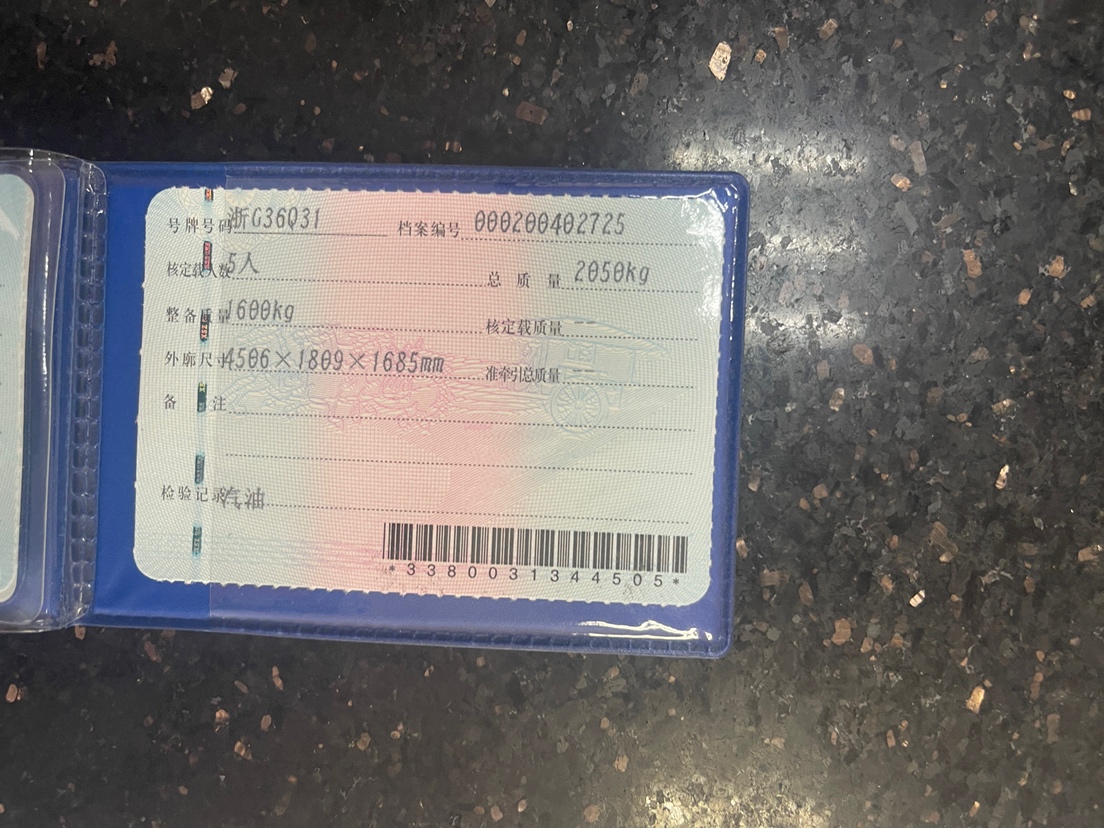 号牌号码 浙G36Q31 档案编号 000200402725
核定载人数 5人 总质量 2050kg
整备质量 1600kg 核定载质量 ---
外廓尺寸 4506×1809×1685mm 准牵引总质量 ---
备注
检验记录 汽油
*3380031344505*